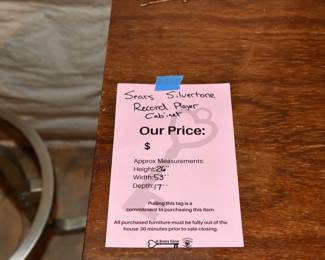 Sears Silvertone
Record Player
Cabinet
Our Price:
$
Approx Measurements:
Height: 26"
Width: 53"
Depth: 17"
Pulling this tag is a
commitment to purchasing this item.
All purchased furniture must be fully out of the
house 30 minutes prior to sale closing.